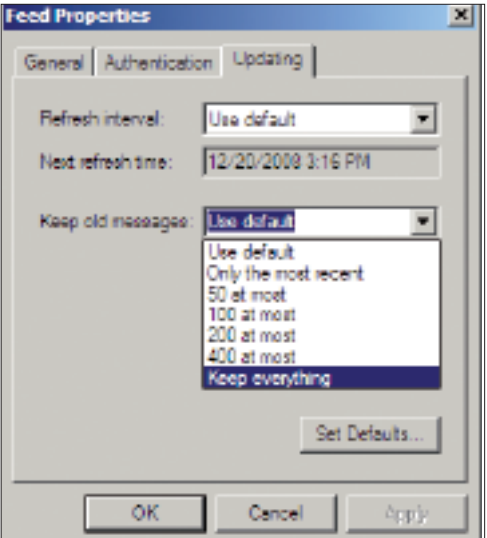 Feed Properties
General Authentication Updating
Refresh interval: Use default
Next refresh time: 12/20/2008 3:16 PM
Keep old messages: Use default
Use default
Only the most recent
50 at most
100 at most
200 at most
400 at most
Keep everything
Set Defaults...
OK Cancel Apply